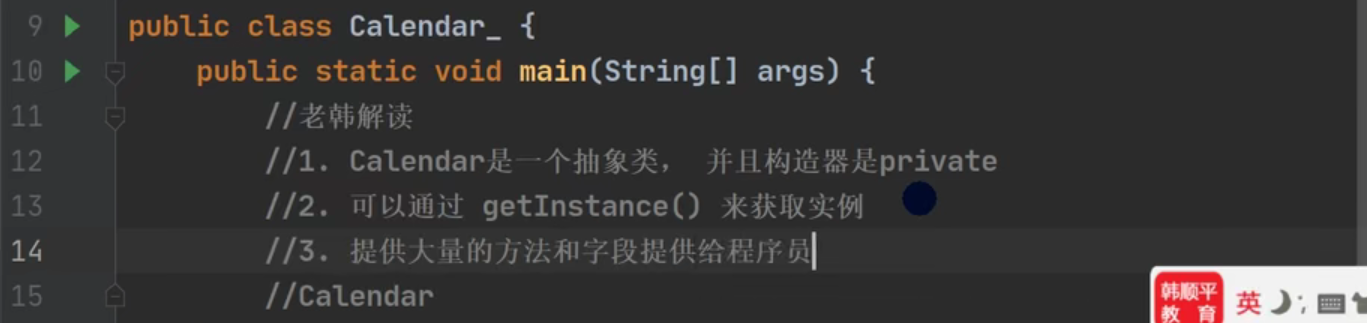 9 public class Calendar_ {
10 public static void main(String[] args) {
11 //老韩解读
12 //1. Calendar是一个抽象类， 并且构造器是private
13 //2. 可以通过 getInstance() 来获取实例
14 //3. 提供大量的方法和字段提供给程序员
15 //Calendar
韩顺平
教育
英